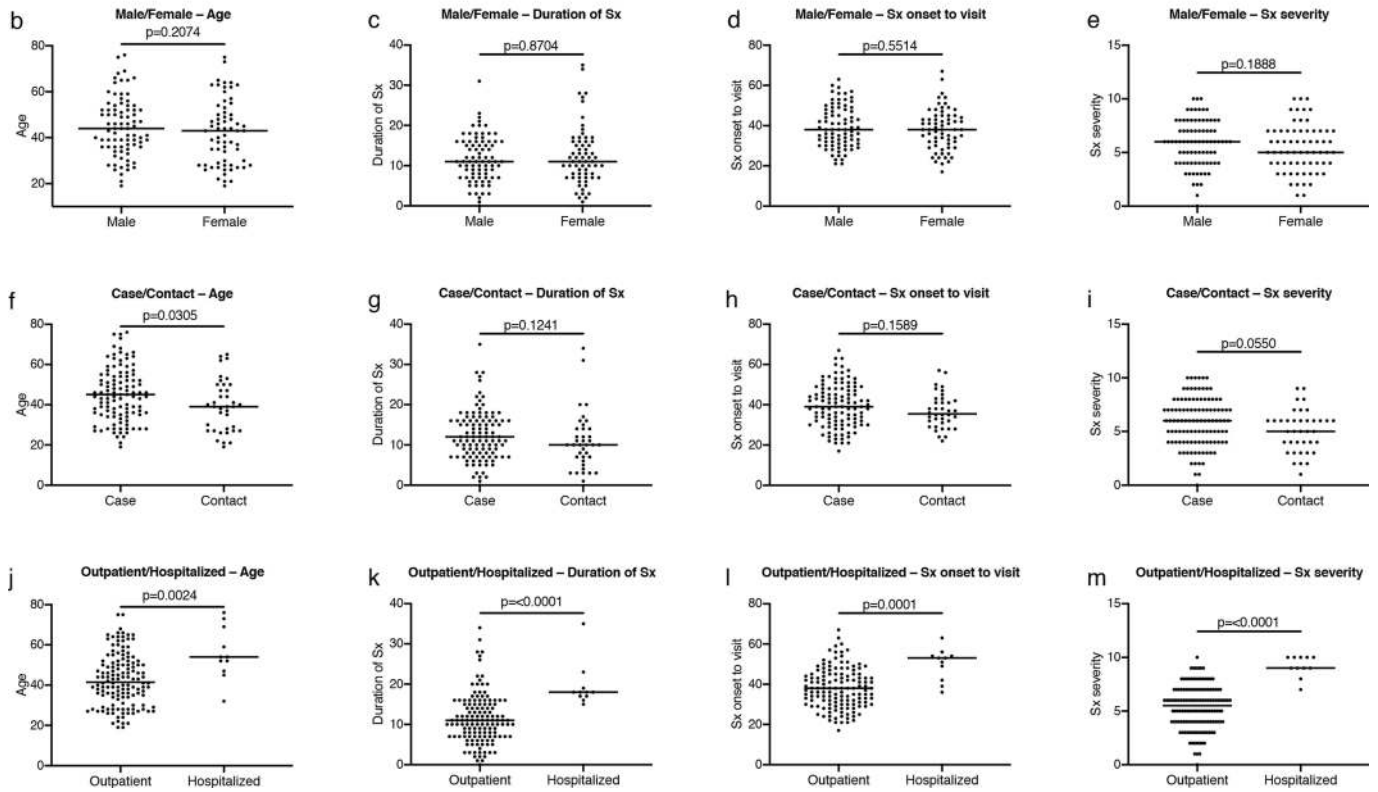 b
Male/Female – Age
p=0.2074
80
60
40
20
Age
Male Female
c
Male/Female – Duration of Sx
p=0.8704
40
30
20
10
0
Duration of Sx
Male Female
d
Male/Female – Sx onset to visit
p=0.5514
80
60
40
20
0
Sx onset to visit
Male Female
e
Male/Female – Sx severity
p=0.1888
15
10
5
0
Sx severity
Male Female
f
Case/Contact – Age
p=0.0305
80
60
40
20
0
Age
Case Contact
g
Case/Contact – Duration of Sx
p=0.1241
40
30
20
10
0
Duration of Sx
Case Contact
h
Case/Contact – Sx onset to visit
p=0.1589
80
60
40
20
0
Sx onset to visit
Case Contact
i
Case/Contact – Sx severity
p=0.0550
15
10
5
0
Sx severity
Case Contact
j
Outpatient/Hospitalized – Age
p=0.0024
80
60
40
20
0
Age
Outpatient Hospitalized
k
Outpatient/Hospitalized – Duration of Sx
p=<0.0001
40
30
20
10
0
Duration of Sx
Outpatient Hospitalized
l
Outpatient/Hospitalized – Sx onset to visit
p=0.0001
80
60
40
20
0
Sx onset to visit
Outpatient Hospitalized
m
Outpatient/Hospitalized – Sx severity
p=<0.0001
15
10
5
0
Sx severity
Outpatient Hospitalized